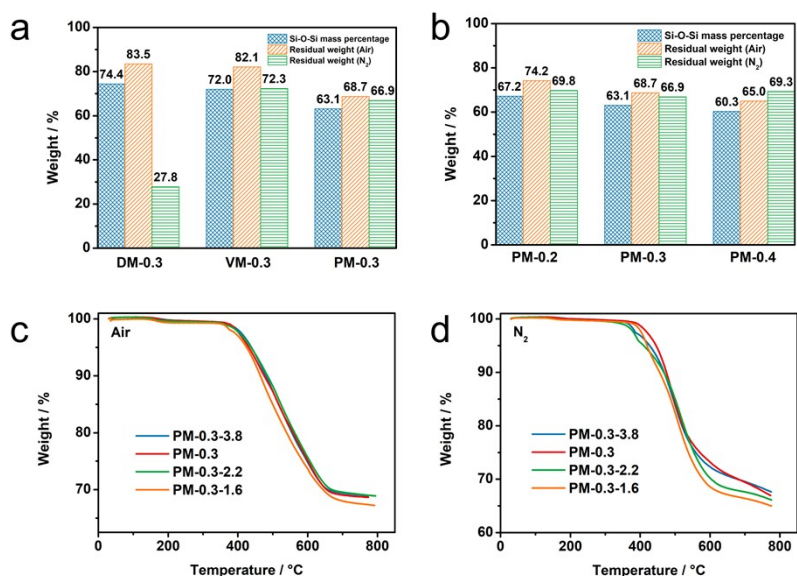 a
Weight / %
100
80
60
40
20
0
Si-O-Si mass percentage
Residual weight (Air)
Residual weight (N2)
74.4
83.5
27.8
72.0
82.1
72.3
63.1
68.7
66.9
DM-0.3
VM-0.3
PM-0.3
b
Weight / %
100
80
60
40
20
0
Si-O-Si mass percentage
Residual weight (Air)
Residual weight (N2)
67.2
74.2
69.8
63.1
68.7
66.9
60.3
65.0
69.3
PM-0.2
PM-0.3
PM-0.4
c
Weight / %
100
90
80
70
Air
PM-0.3-3.8
PM-0.3
PM-0.3-2.2
PM-0.3-1.6
0
200
400
600
800
Temperature / °C
d
Weight / %
100
90
80
70
60
N2
PM-0.3-3.8
PM-0.3
PM-0.3-2.2
PM-0.3-1.6
0
200
400
600
800
Temperature / °C